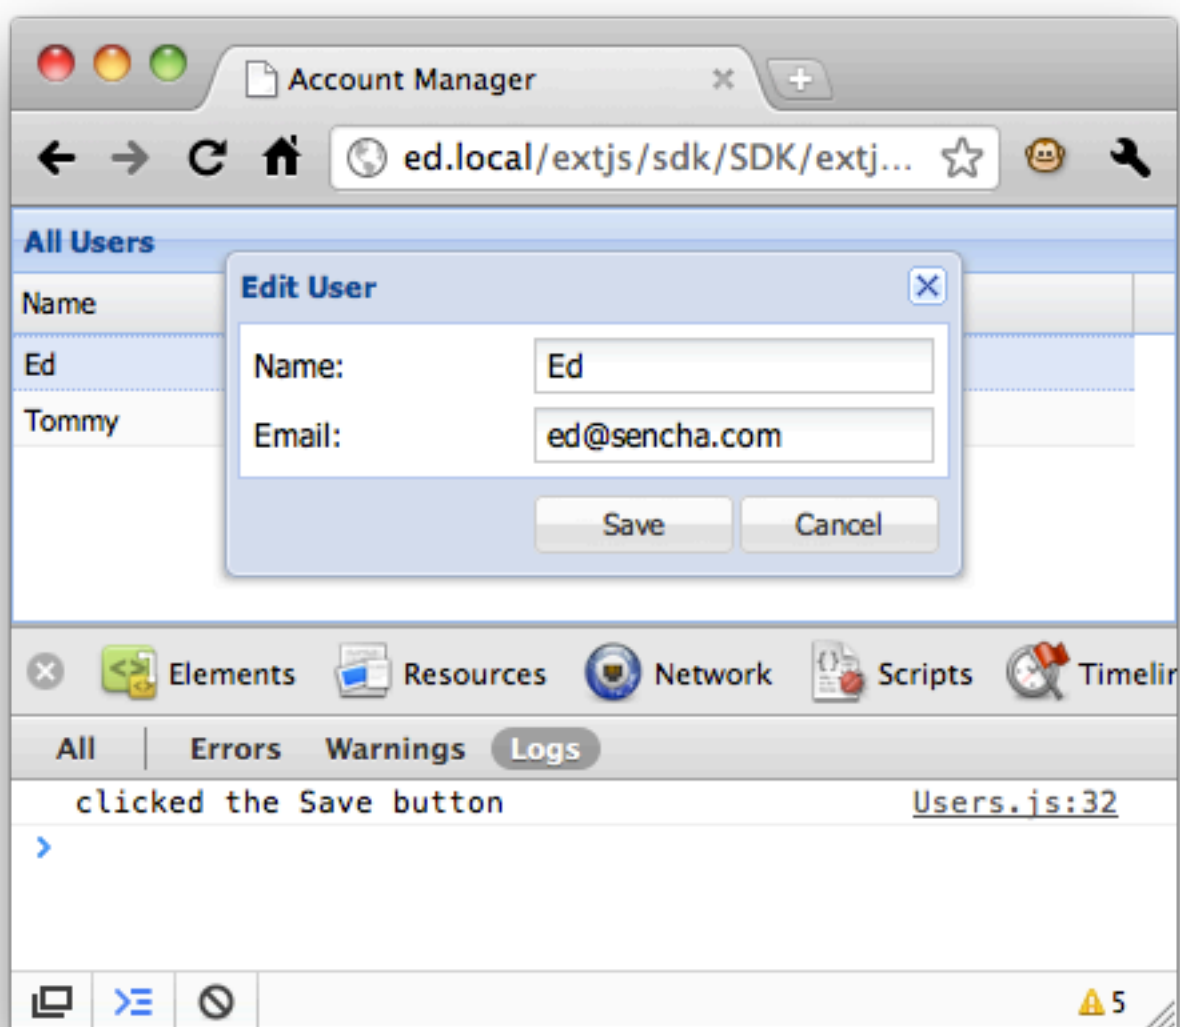 Account Manager
ed.local/extjs/sdk/SDK/extj...
All Users
Edit User
Name
Name: Ed
Ed
Email: ed@sencha.com
Tommy
Save Cancel
Elements Resources Network Scripts Timelin
All Errors Warnings Logs
clicked the Save button Users.js:32
5